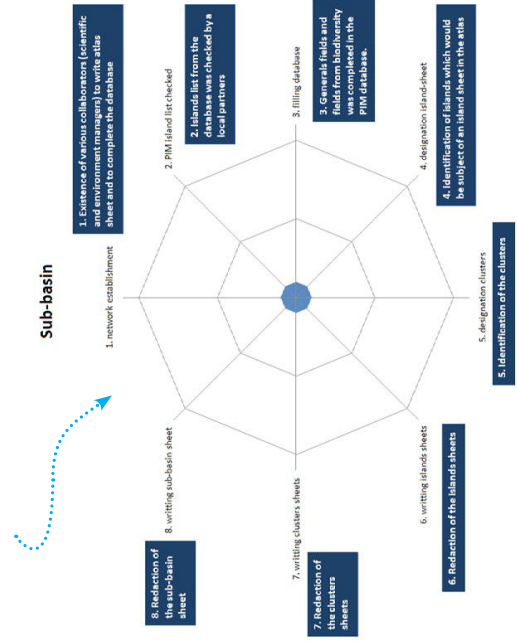 Sub-basin
1. Existence of various collaborators (scientific
and environment managers) to write atlas
sheet and to complete the database
1. network establishment
2. Islands list from the
database was checked by a
local partners
2. PIM island list checked
3. Generals fields and
fields from biodiversity
was completed in the
PIM database.
3. filling database
4. designation island-sheet
4. Identification of islands which would
be subject of an island sheet in the atlas
5. designation clusters
5. Identification of the clusters
6. writting islands sheets
6. Redaction of the islands sheets
7. writting clusters sheets
7. Redaction of
the clusters
sheets
8. writting sub-basin sheet
8. Redaction of
the sub-basin
sheet